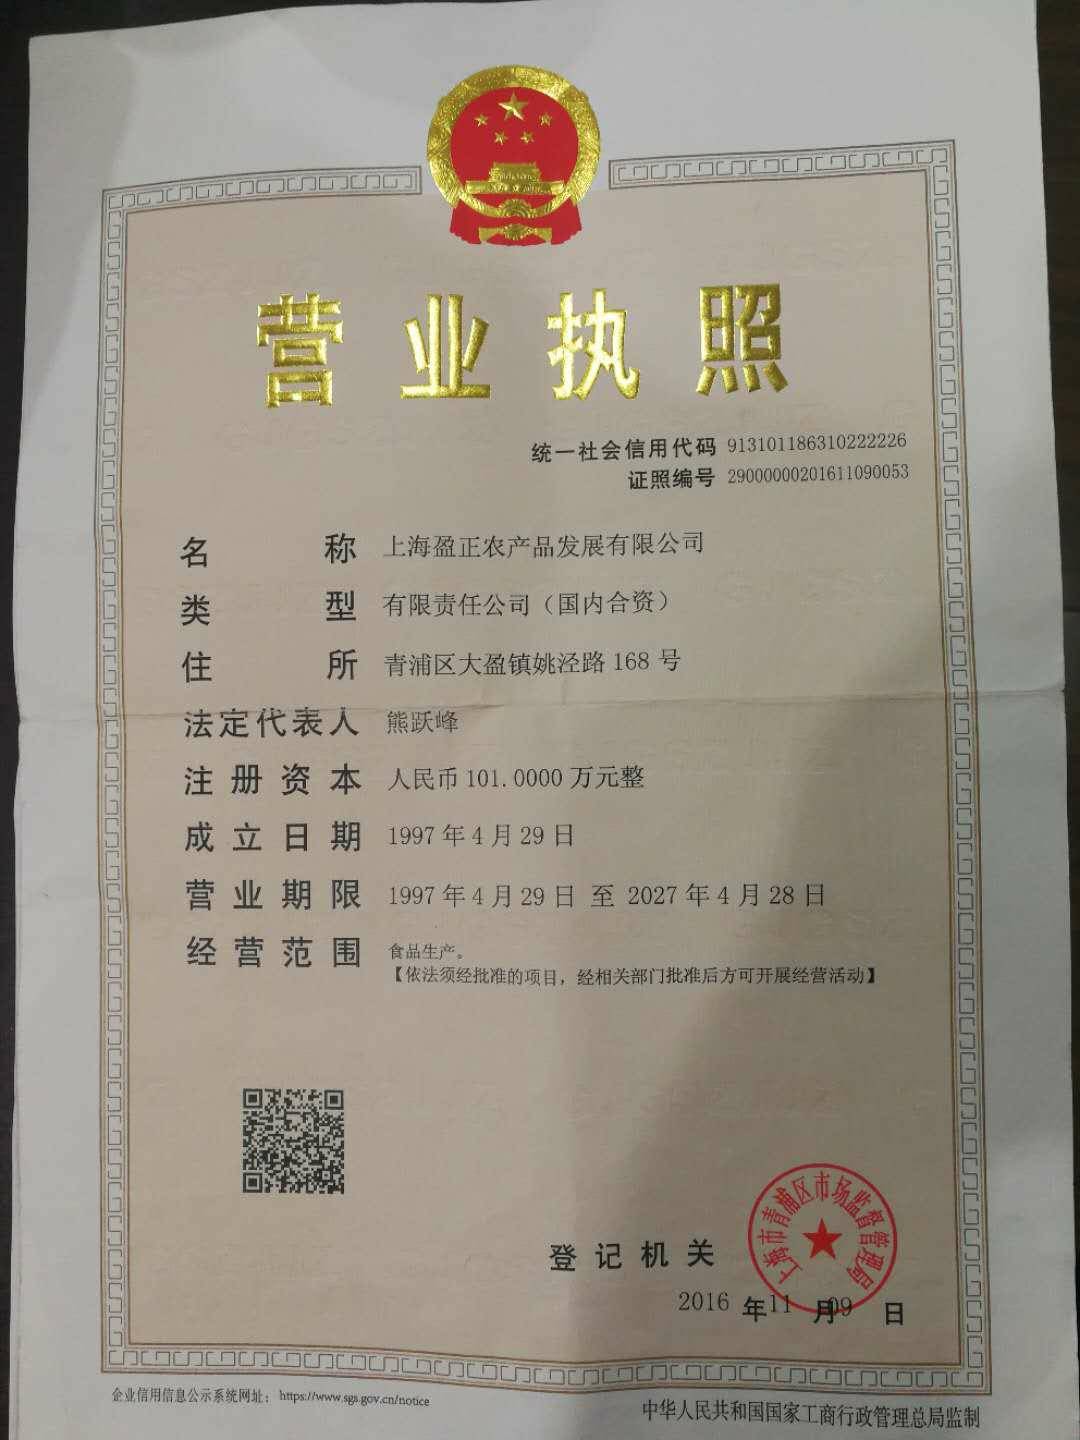 营业执照
统一社会信用代码 913101186310222226
证照编号 29000000201611090053
名称 上海盈正农产品发展有限公司
类型 有限责任公司（国内合资）
住所 青浦区大盈镇姚泾路168号
法定代表人 熊跃峰
注册资本 人民币101.0000万元整
成立日期 1997年4月29日
营业期限 1997年4月29日 至 2027年4月28日
经营范围 食品生产。
【依法须经批准的项目，经相关部门批准后方可开展经营活动】
上海市青浦区市场监督管理局
登记机关
2016 年11 月09 日
企业信用信息公示系统网址：https://www.sgs.gov.cn/notice
中华人民共和国国家工商行政管理总局监制